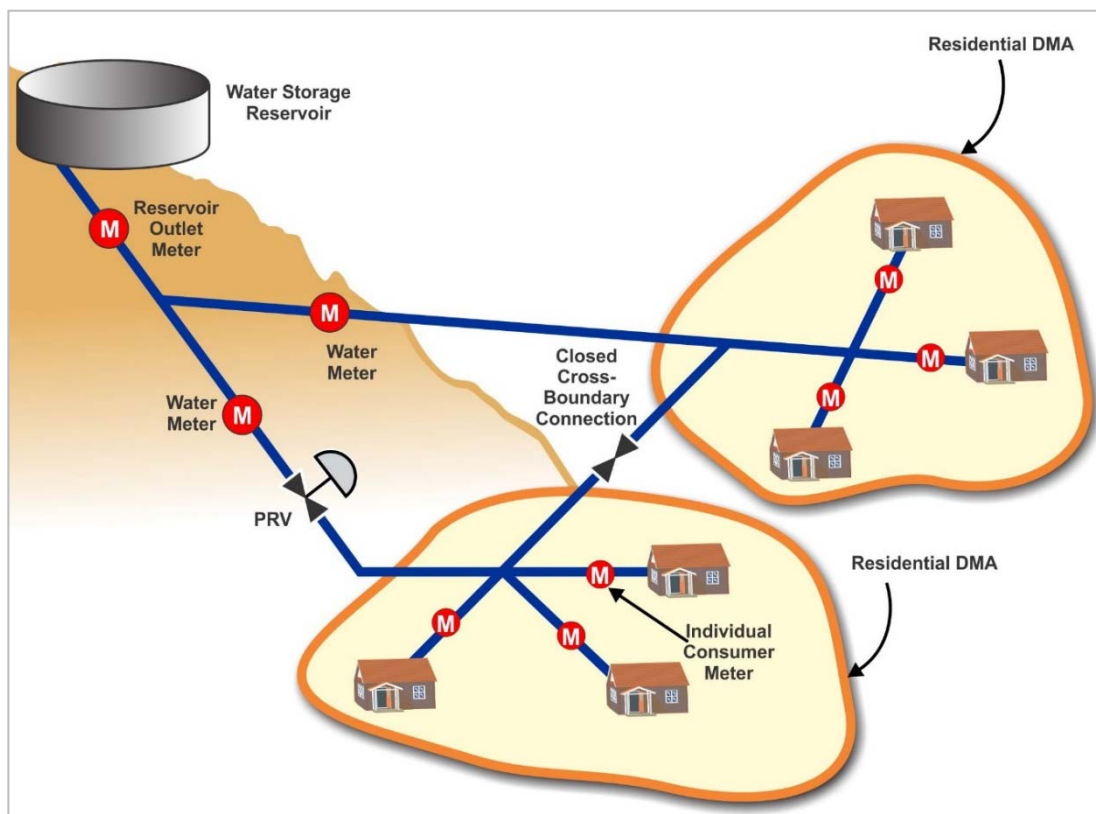 Residential DMA
Water Storage
Reservoir
M
Reservoir
Outlet
Meter
M
M
Water
Meter
Closed
Cross-
Boundary
Connection
M
M
Water
Meter
M
PRV
M
Residential DMA
M
M
Individual
Consumer
Meter